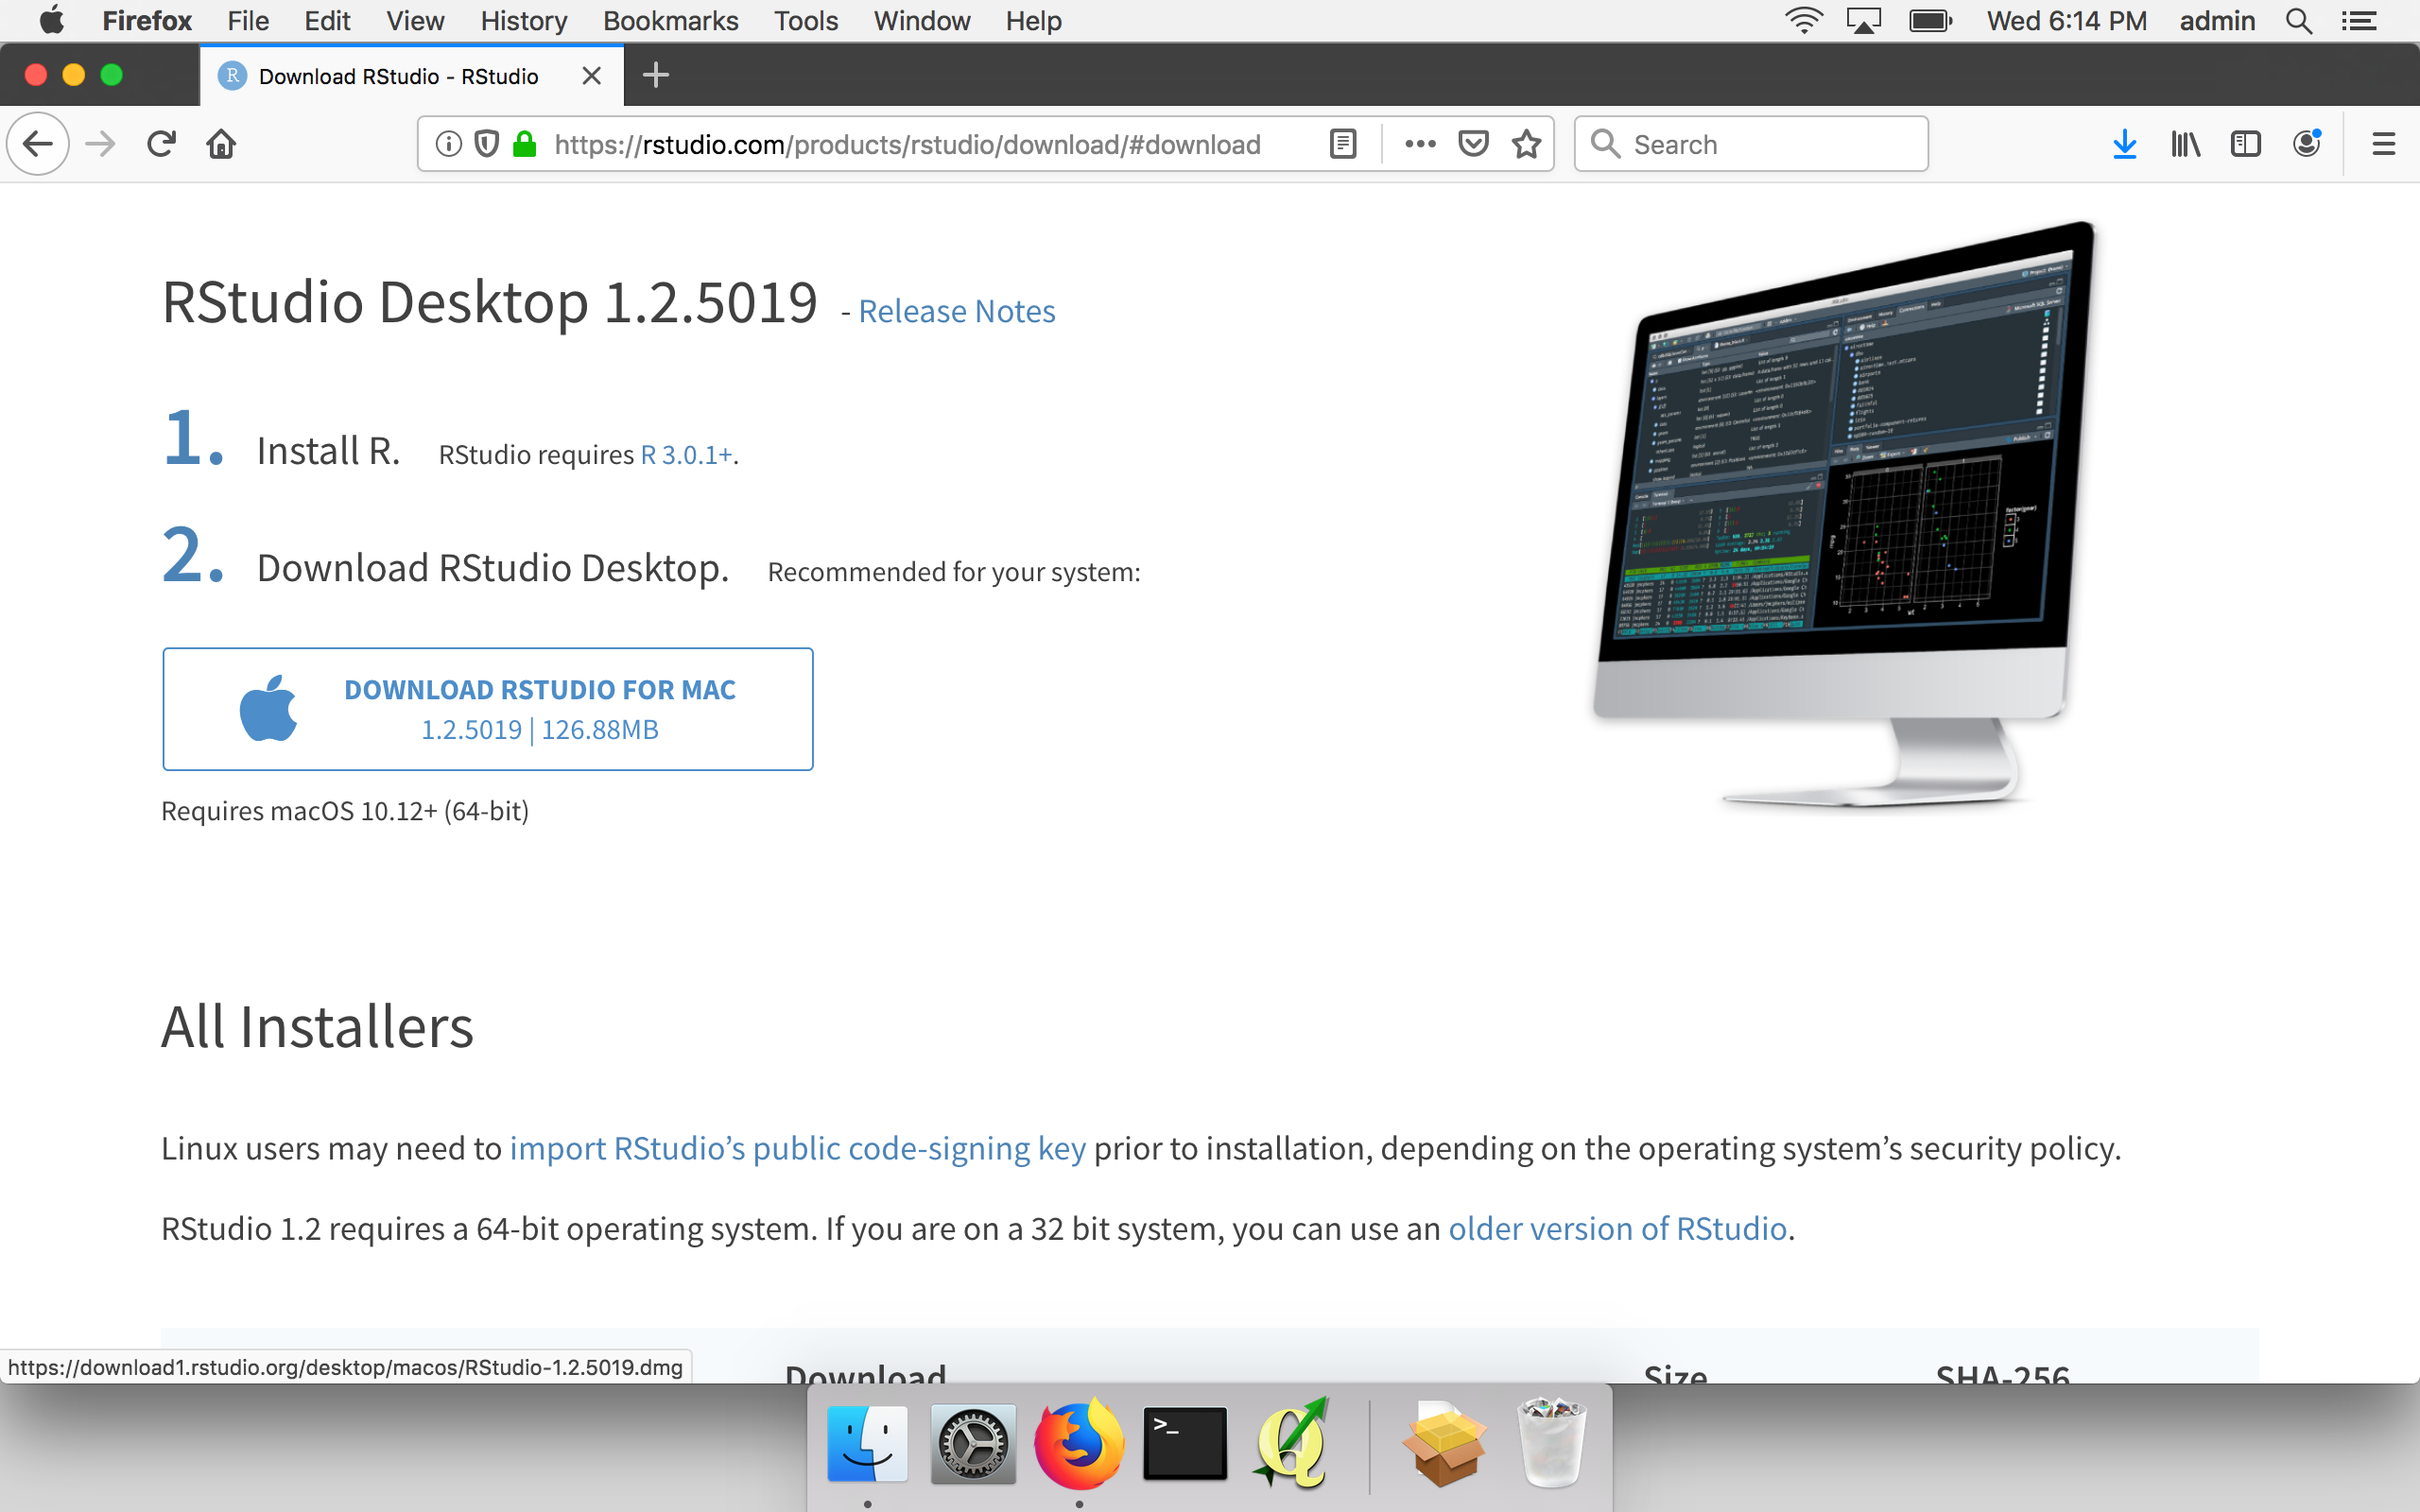 Firefox File Edit View History Bookmarks Tools Window Help Wed 6:14 PM admin
R Download RStudio - RStudio
https://rstudio.com/products/rstudio/download/#download Search
RStudio Desktop 1.2.5019 - Release Notes
1. Install R. RStudio requires R 3.0.1+.
2. Download RStudio Desktop. Recommended for your system:
DOWNLOAD RSTUDIO FOR MAC
1.2.5019 | 126.88MB
Requires macOS 10.12+ (64-bit)
All Installers
Linux users may need to import RStudio’s public code-signing key prior to installation, depending on the operating system’s security policy.
RStudio 1.2 requires a 64-bit operating system. If you are on a 32 bit system, you can use an older version of RStudio.
Download Size SHA-256
https://download1.rstudio.org/desktop/macos/RStudio-1.2.5019.dmg